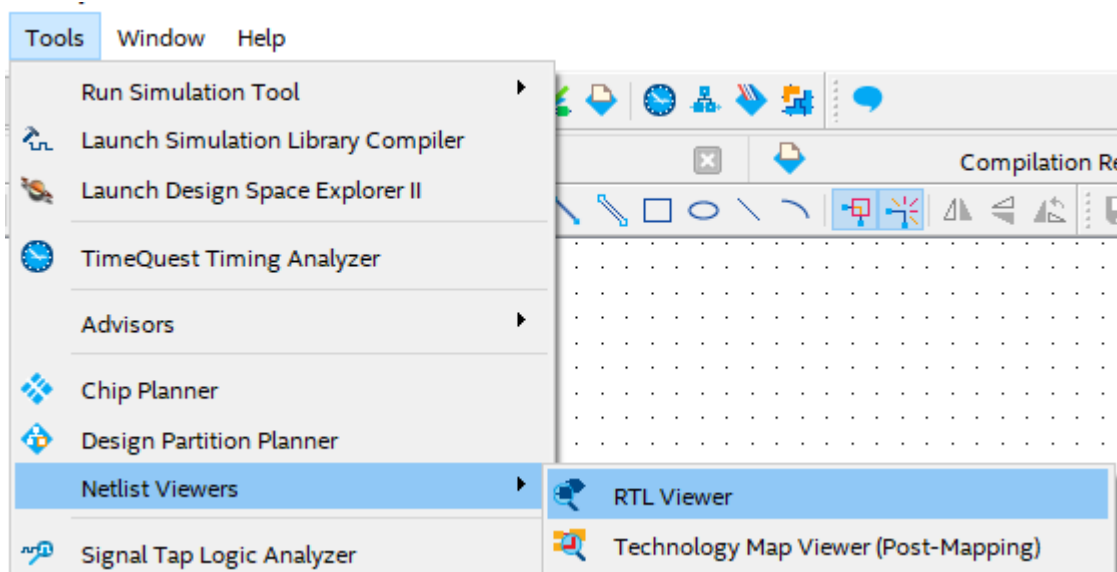 Tools Window Help
Run Simulation Tool
Launch Simulation Library Compiler
Launch Design Space Explorer II
Compilation Re
TimeQuest Timing Analyzer
Advisors
Chip Planner
Design Partition Planner
Netlist Viewers
RTL Viewer
Technology Map Viewer (Post-Mapping)
Signal Tap Logic Analyzer